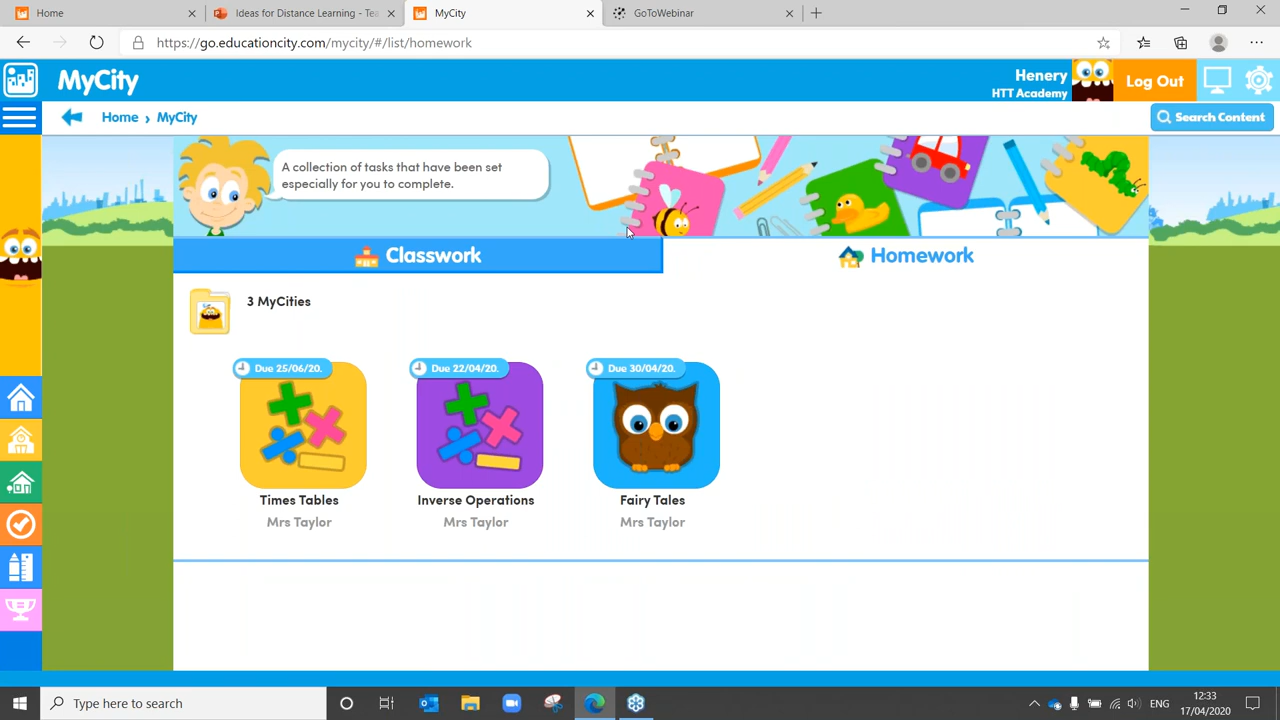 Home
Ideas for Distance Learning - Tea
MyCity
GoToWebinar
https://go.educationcity.com/mycity/#/list/homework
MyCity
Henery
HTT Academy
Log Out
Home › MyCity
Search Content
A collection of tasks that have been set
especially for you to complete.
Classwork
Homework
3 MyCities
Due 25/06/20.
Due 22/04/20.
Due 30/04/20.
Times Tables
Inverse Operations
Fairy Tales
Mrs Taylor
Mrs Taylor
Mrs Taylor
Type here to search
ENG
12:33
17/04/2020